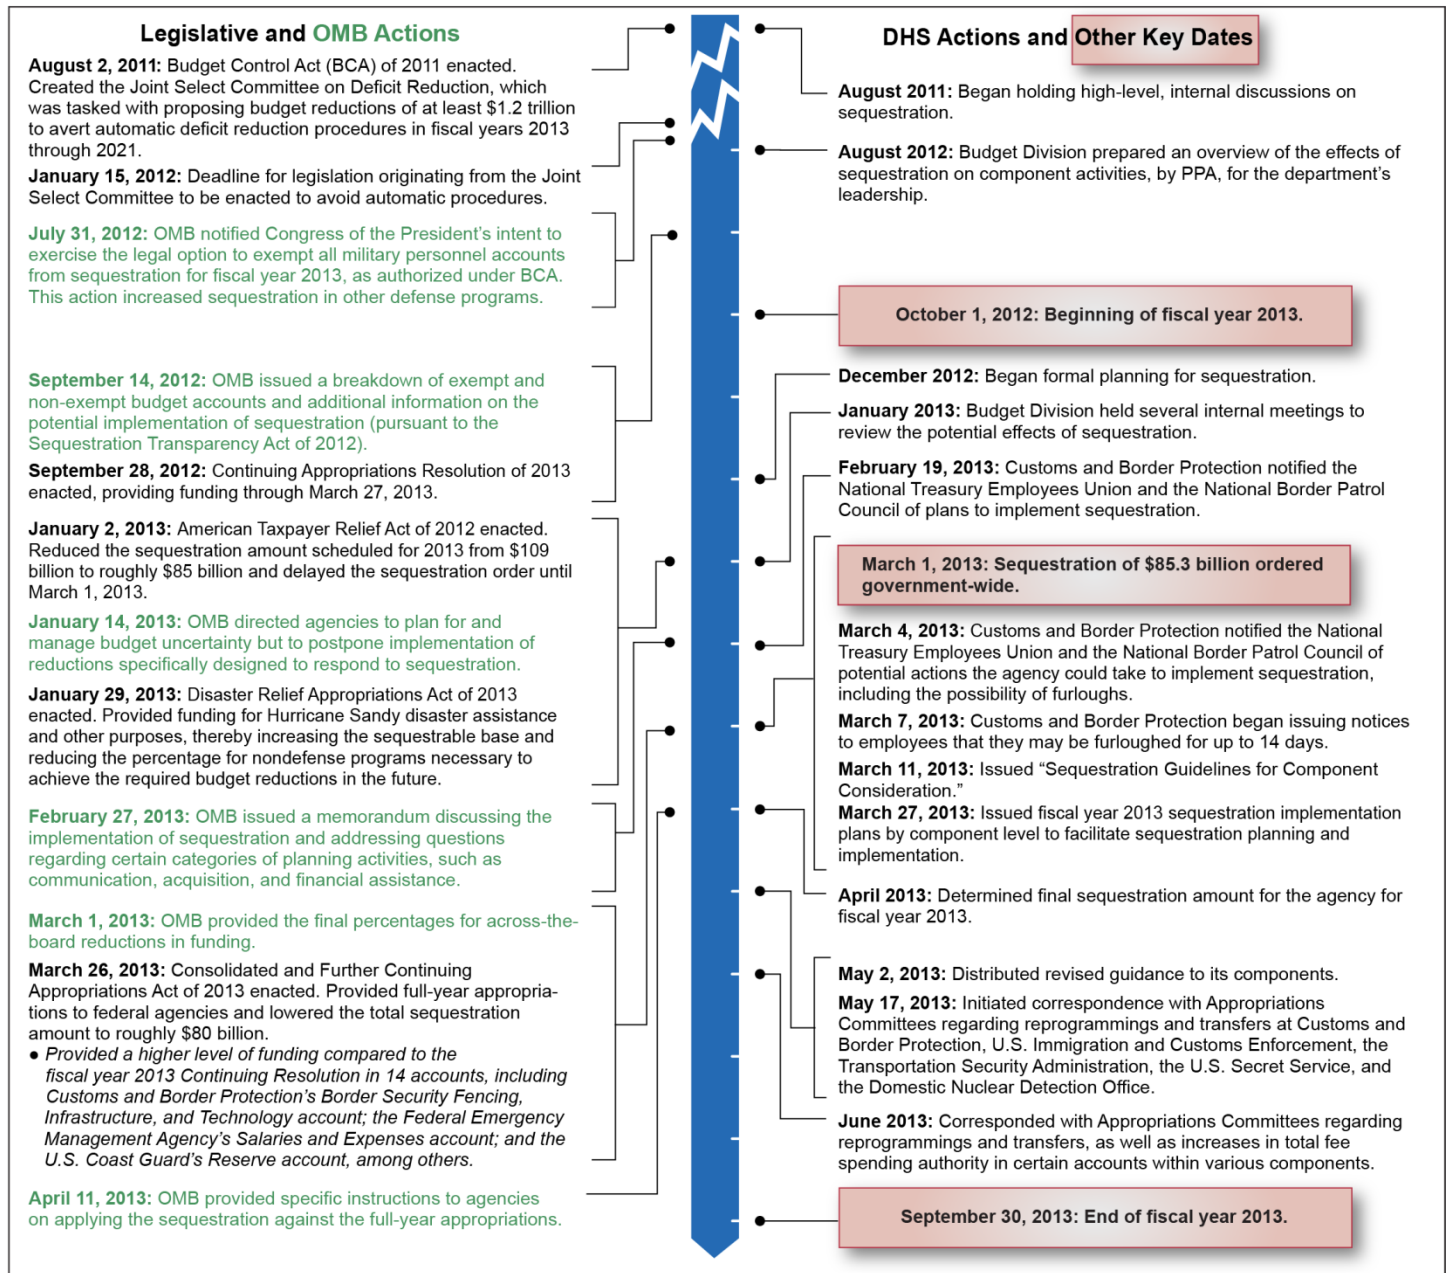 Legislative and OMB Actions
August 2, 2011: Budget Control Act (BCA) of 2011 enacted.
Created the Joint Select Committee on Deficit Reduction, which
was tasked with proposing budget reductions of at least $1.2 trillion
to avert automatic deficit reduction procedures in fiscal years 2013
through 2021.
January 15, 2012: Deadline for legislation originating from the Joint
Select Committee to be enacted to avoid automatic procedures.
July 31, 2012: OMB notified Congress of the President’s intent to
exercise the legal option to exempt all military personnel accounts
from sequestration for fiscal year 2013, as authorized under BCA.
This action increased sequestration in other defense programs.
September 14, 2012: OMB issued a breakdown of exempt and
non-exempt budget accounts and additional information on the
potential implementation of sequestration (pursuant to the
Sequestration Transparency Act of 2012).
September 28, 2012: Continuing Appropriations Resolution of 2013
enacted, providing funding through March 27, 2013.
January 2, 2013: American Taxpayer Relief Act of 2012 enacted.
Reduced the sequestration amount scheduled for 2013 from $109
billion to roughly $85 billion and delayed the sequestration order until
March 1, 2013.
January 14, 2013: OMB directed agencies to plan for and
manage budget uncertainty but to postpone implementation of
reductions specifically designed to respond to sequestration.
January 29, 2013: Disaster Relief Appropriations Act of 2013
enacted. Provided funding for Hurricane Sandy disaster assistance
and other purposes, thereby increasing the sequestrable base and
reducing the percentage for nondefense programs necessary to
achieve the required budget reductions in the future.
February 27, 2013: OMB issued a memorandum discussing the
implementation of sequestration and addressing questions
regarding certain categories of planning activities, such as
communication, acquisition, and financial assistance.
March 1, 2013: OMB provided the final percentages for across-the-
board reductions in funding.
March 26, 2013: Consolidated and Further Continuing
Appropriations Act of 2013 enacted. Provided full-year appropria-
tions to federal agencies and lowered the total sequestration
amount to roughly $80 billion.
● Provided a higher level of funding compared to the
fiscal year 2013 Continuing Resolution in 14 accounts, including
Customs and Border Protection’s Border Security Fencing,
Infrastructure, and Technology account; the Federal Emergency
Management Agency’s Salaries and Expenses account; and the
U.S. Coast Guard’s Reserve account, among others.
April 11, 2013: OMB provided specific instructions to agencies
on applying the sequestration against the full-year appropriations.
DHS Actions and Other Key Dates
August 2011: Began holding high-level, internal discussions on
sequestration.
August 2012: Budget Division prepared an overview of the effects of
sequestration on component activities, by PPA, for the department’s
leadership.
October 1, 2012: Beginning of fiscal year 2013.
December 2012: Began formal planning for sequestration.
January 2013: Budget Division held several internal meetings to
review the potential effects of sequestration.
February 19, 2013: Customs and Border Protection notified the
National Treasury Employees Union and the National Border Patrol
Council of plans to implement sequestration.
March 1, 2013: Sequestration of $85.3 billion ordered
government-wide.
March 4, 2013: Customs and Border Protection notified the National
Treasury Employees Union and the National Border Patrol Council of
potential actions the agency could take to implement sequestration,
including the possibility of furloughs.
March 7, 2013: Customs and Border Protection began issuing notices
to employees that they may be furloughed for up to 14 days.
March 11, 2013: Issued “Sequestration Guidelines for Component
Consideration.”
March 27, 2013: Issued fiscal year 2013 sequestration implementation
plans by component level to facilitate sequestration planning and
implementation.
April 2013: Determined final sequestration amount for the agency for
fiscal year 2013.
May 2, 2013: Distributed revised guidance to its components.
May 17, 2013: Initiated correspondence with Appropriations
Committees regarding reprogrammings and transfers at Customs and
Border Protection, U.S. Immigration and Customs Enforcement, the
Transportation Security Administration, the U.S. Secret Service, and
the Domestic Nuclear Detection Office.
June 2013: Corresponded with Appropriations Committees regarding
reprogrammings and transfers, as well as increases in total fee
spending authority in certain accounts within various components.
September 30, 2013: End of fiscal year 2013.